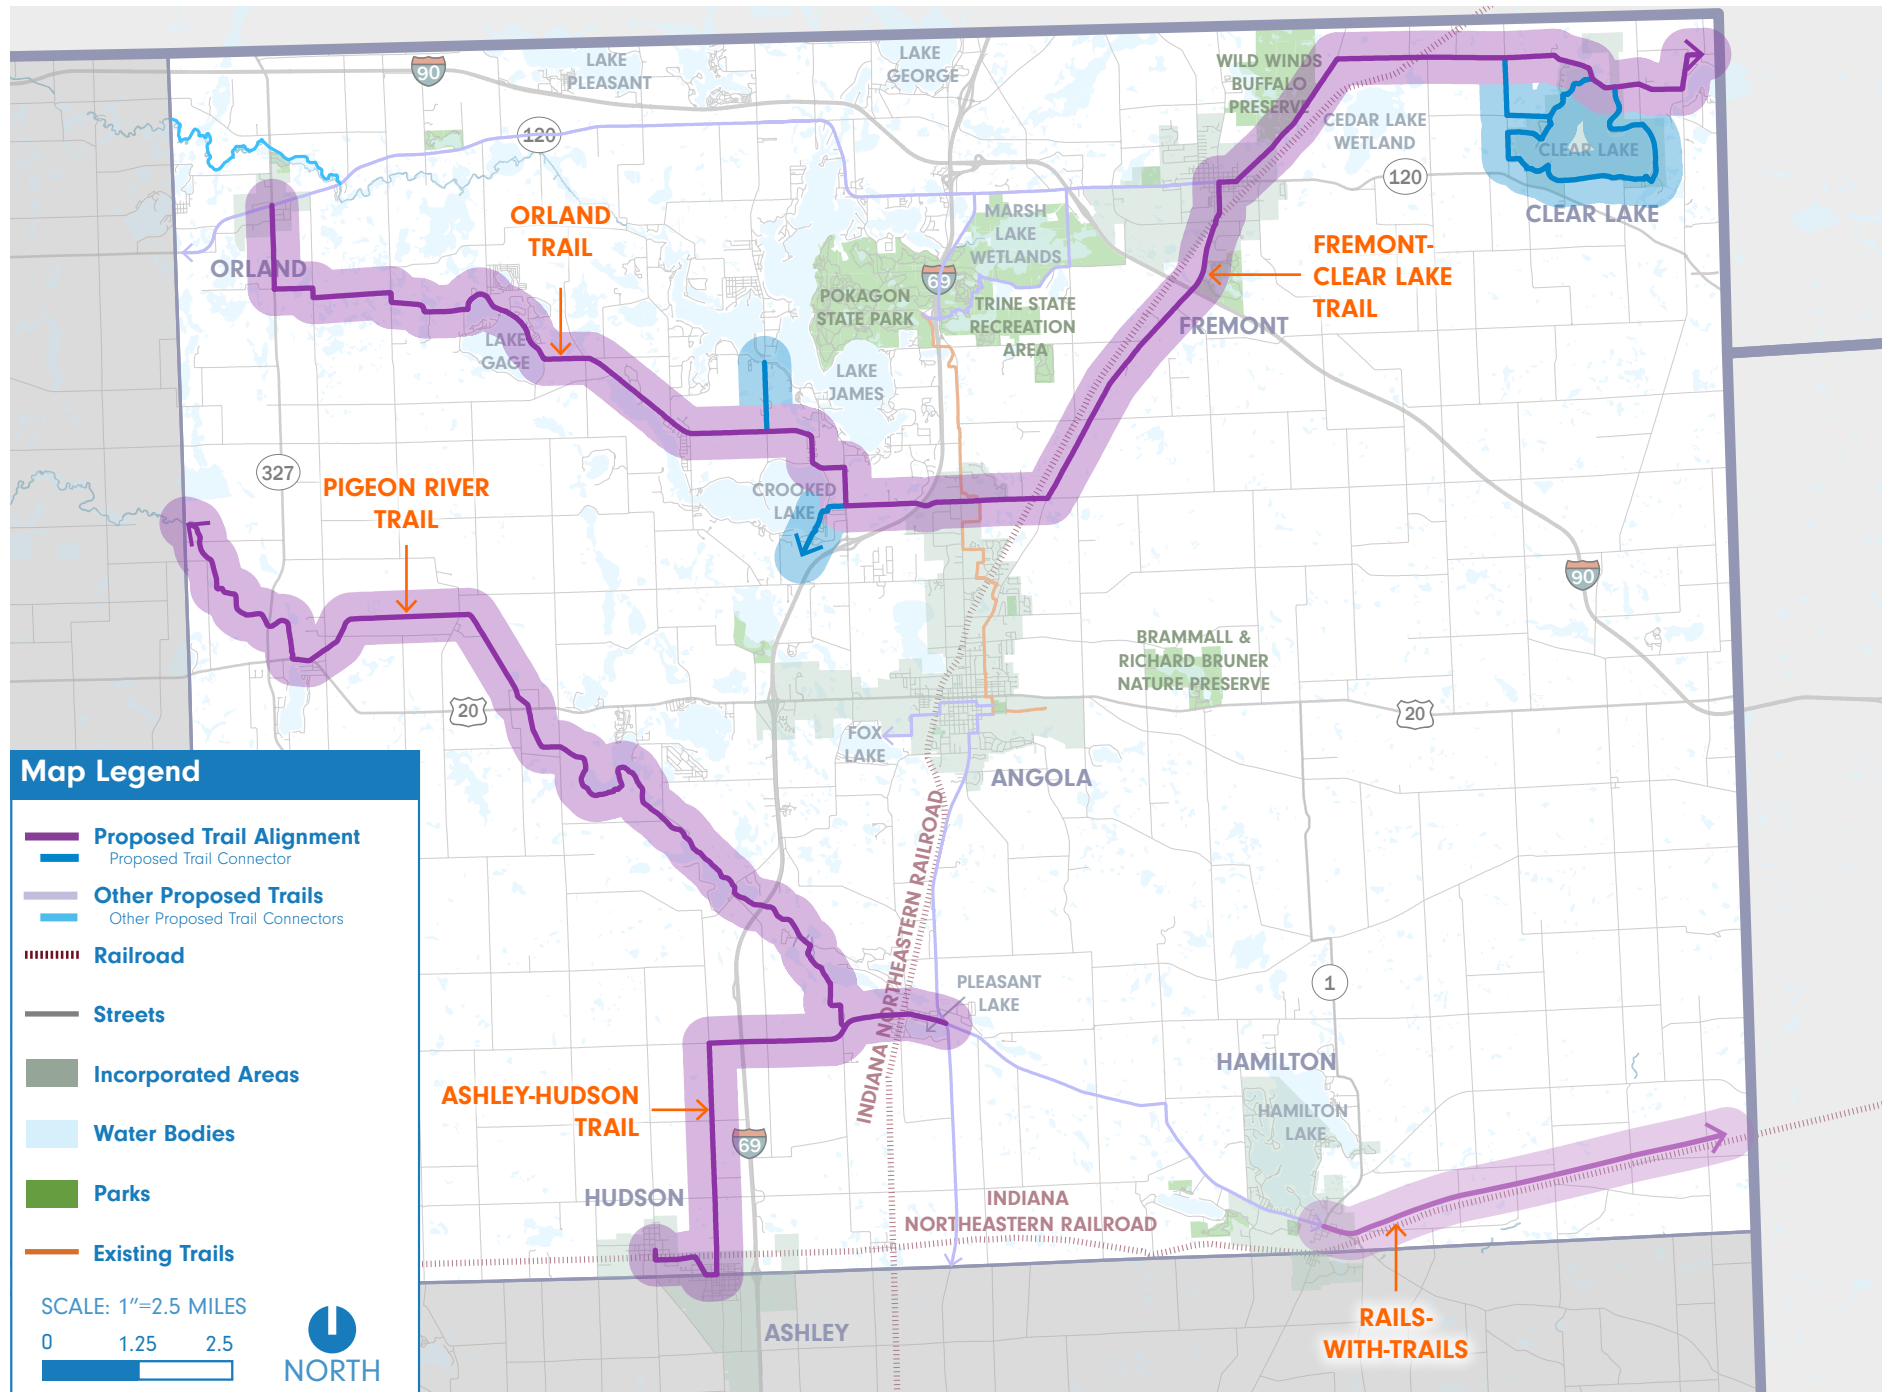 LAKE
PLEASANT
90
LAKE
GEORGE
WILD WINDS
BUFFALO
PRESERVE
CEDAR LAKE
WETLAND
120
120
CLEAR LAKE
CLEAR LAKE
ORLAND
TRAIL
ORLAND
MARSH
LAKE
WETLANDS
69
POKAGON
STATE PARK
TRINE STATE
RECREATION
AREA
FREMONT-
CLEAR LAKE
TRAIL
FREMONT
LAKE
GAGE
LAKE
JAMES
327
PIGEON RIVER
TRAIL
CROOKED
LAKE
90
BRAMMALL &
RICHARD BRUNER
NATURE PRESERVE
20
20
FOX
LAKE
ANGOLA
INDIANA NORTHEASTERN RAILROAD
PLEASANT
LAKE
1
HAMILTON
HAMILTON
LAKE
ASHLEY-HUDSON
TRAIL
69
HUDSON
INDIANA
NORTHEASTERN RAILROAD
ASHLEY
RAILS-
WITH-TRAILS
Map Legend
Proposed Trail Alignment
Proposed Trail Connector
Other Proposed Trails
Other Proposed Trail Connectors
Railroad
Streets
Incorporated Areas
Water Bodies
Parks
Existing Trails
SCALE: 1"=2.5 MILES
0 1.25 2.5
NORTH